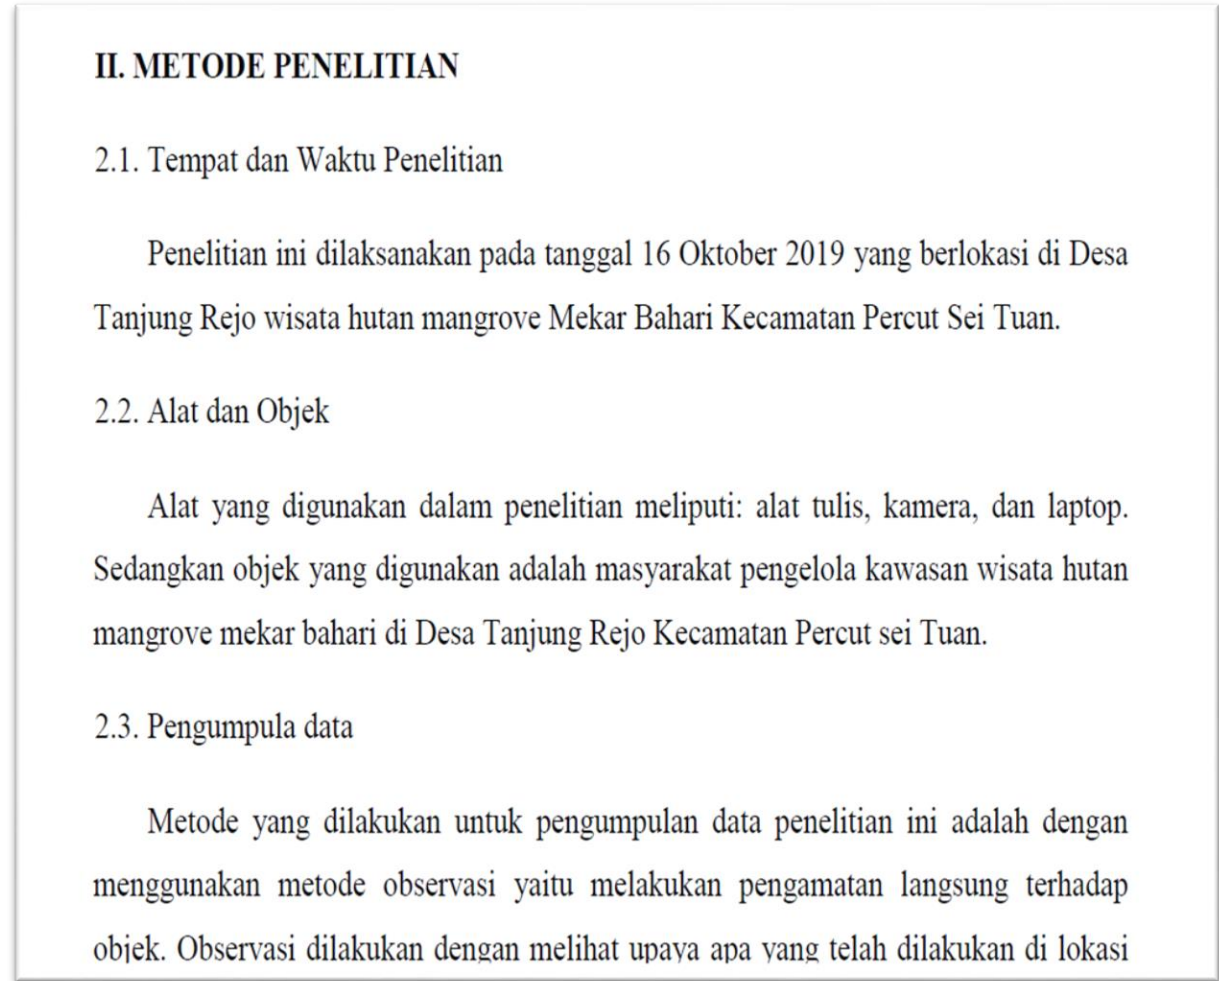 II. METODE PENELITIAN
2.1. Tempat dan Waktu Penelitian
Penelitian ini dilaksanakan pada tanggal 16 Oktober 2019 yang berlokasi di Desa
Tanjung Rejo wisata hutan mangrove Mekar Bahari Kecamatan Percut Sei Tuan.
2.2. Alat dan Objek
Alat yang digunakan dalam penelitian meliputi: alat tulis, kamera, dan laptop.
Sedangkan objek yang digunakan adalah masyarakat pengelola kawasan wisata hutan
mangrove mekar bahari di Desa Tanjung Rejo Kecamatan Percut sei Tuan.
2.3. Pengumpula data
Metode yang dilakukan untuk pengumpulan data penelitian ini adalah dengan
menggunakan metode observasi yaitu melakukan pengamatan langsung terhadap
objek. Observasi dilakukan dengan melihat upaya apa yang telah dilakukan di lokasi